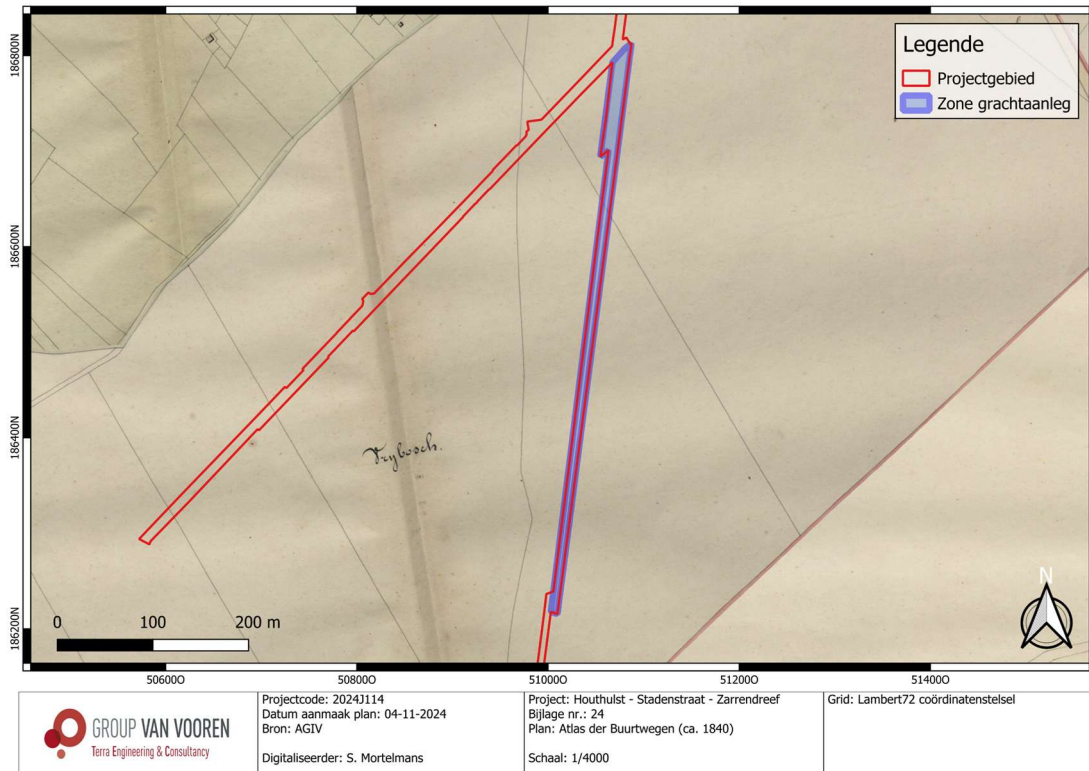 Legende
Projectgebied
Zone grachtaanleg
186800N
186600N
186400N
186200N
Vrybosch.
N
0 100 200 m
506000 508000 510000 512000 514000
GROUP VAN VOOREN
Terra Engineering & Consultancy
Projectcode: 2024J114
Datum aanmaak plan: 04-11-2024
Bron: AGIV
Digitaliseerder: S. Mortelmans
Project: Houthulst - Stadenstraat - Zarrendreef
Bijlage nr.: 24
Plan: Atlas der Buurtwegen (ca. 1840)
Schaal: 1/4000
Grid: Lambert72 coördinatenstelsel